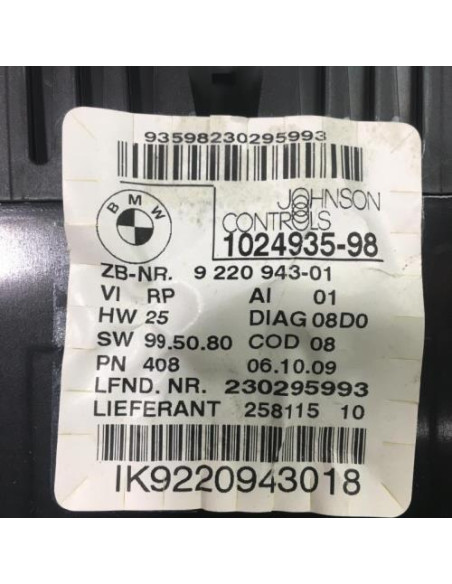 93598230295993
BMW
JOHNSON
CONTROLS
1024935-98
ZB-NR. 9 220 943-01
VI RP AI 01
HW 25 DIAG 08D0
SW 99.50.80 COD 08
PN 408 06.10.09
LFND. NR. 230295993
LIEFERANT 258115 10
IK9220943018